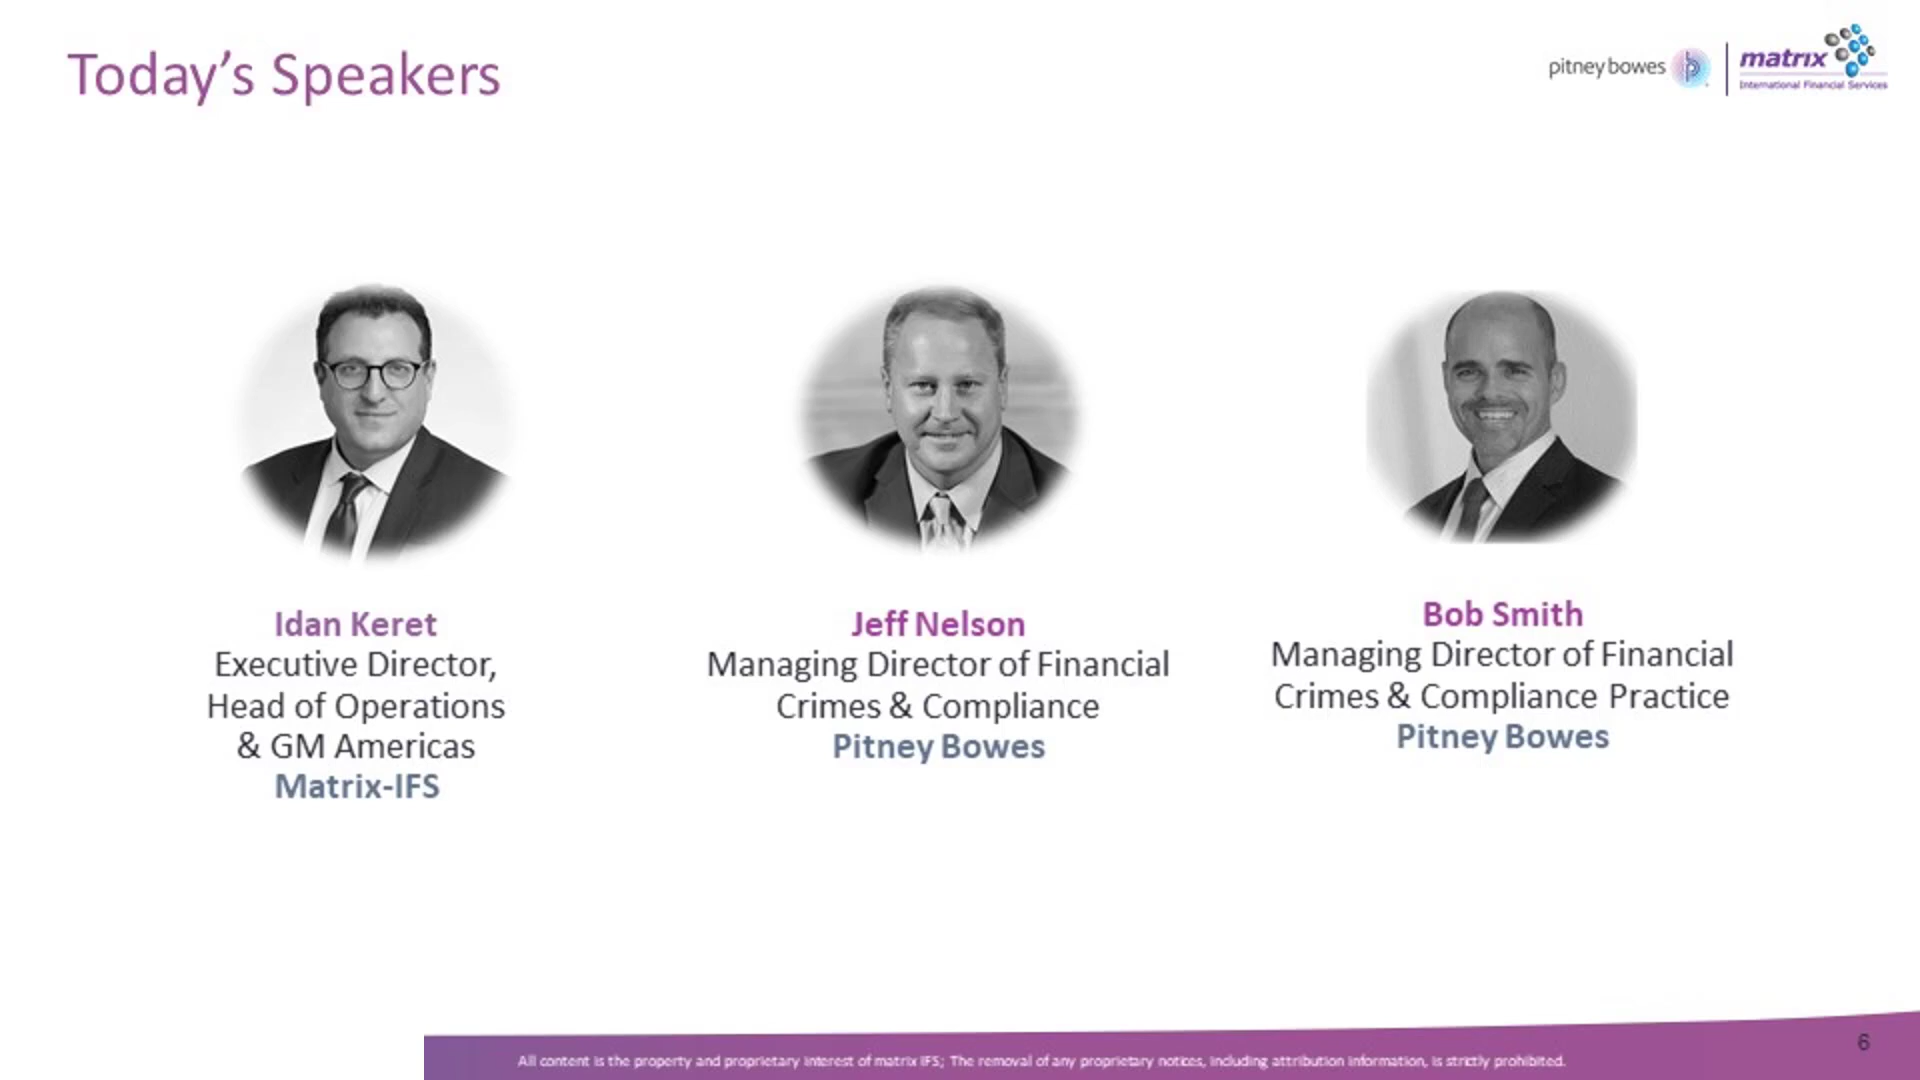 Today's Speakers
pitney bowes
matrix
International Financial Services
Idan Keret
Executive Director,
Head of Operations
& GM Americas
Matrix-IFS
Jeff Nelson
Managing Director of Financial
Crimes & Compliance
Pitney Bowes
Bob Smith
Managing Director of Financial
Crimes & Compliance Practice
Pitney Bowes
All content is the property and proprietary interest of matrix IFS; The removal of any proprietary notices, including attribution information, is strictly prohibited.
6